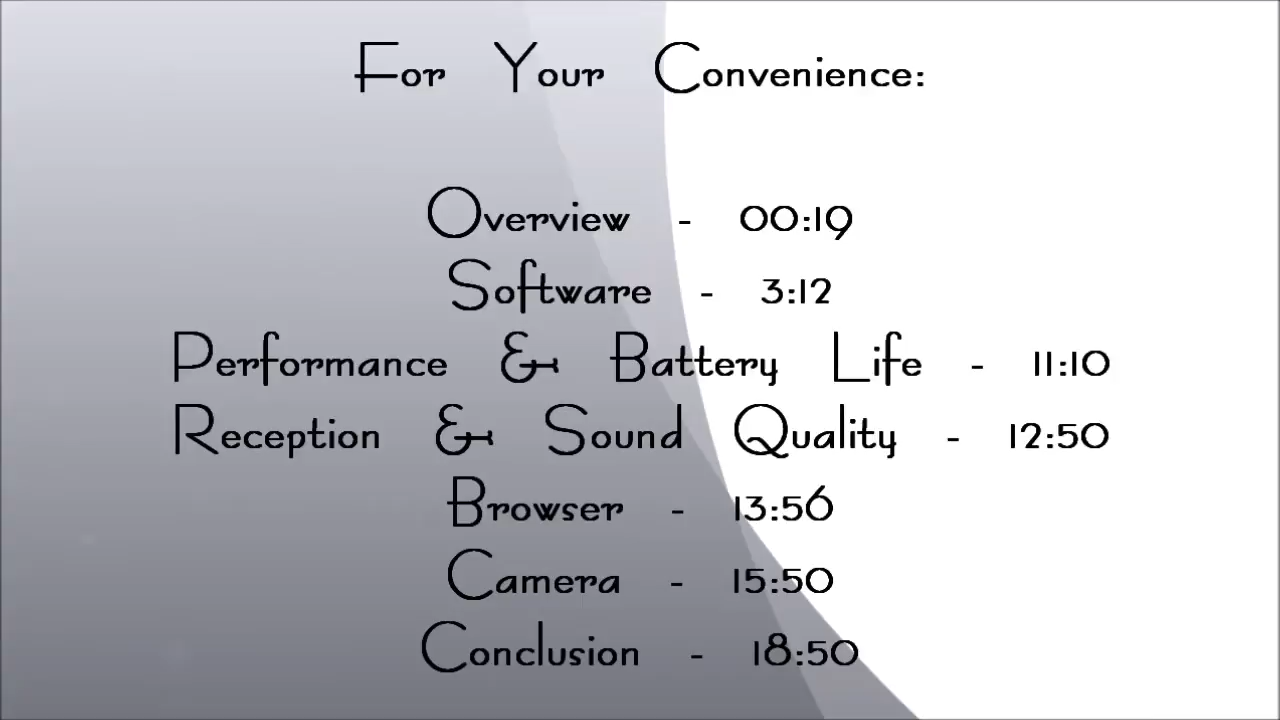 For Your Convenience:
Overview - 00:19
Software - 3:12
Performance & Battery Life - 11:10
Reception & Sound Quality - 12:50
Browser - 13:56
Camera - 15:50
Conclusion - 18:50